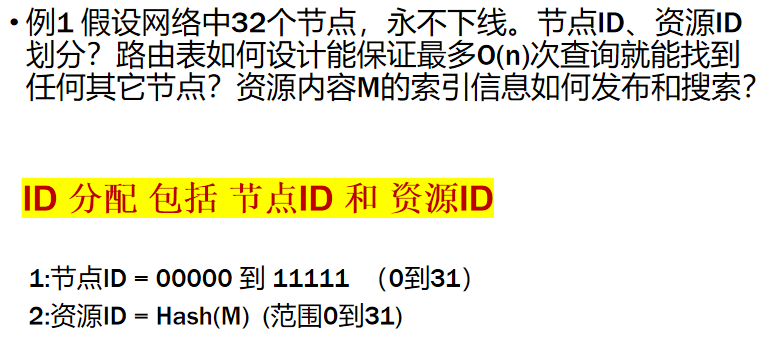 • 例1 假设网络中32个节点，永不下线。节点ID、资源ID
划分？路由表如何设计能保证最多O(n)次查询就能找到
任何其它节点？资源内容M的索引信息如何发布和搜索？
ID 分配 包括 节点ID 和 资源ID
1:节点ID = 00000 到 11111 （0到31）
2:资源ID = Hash(M) (范围0到31)